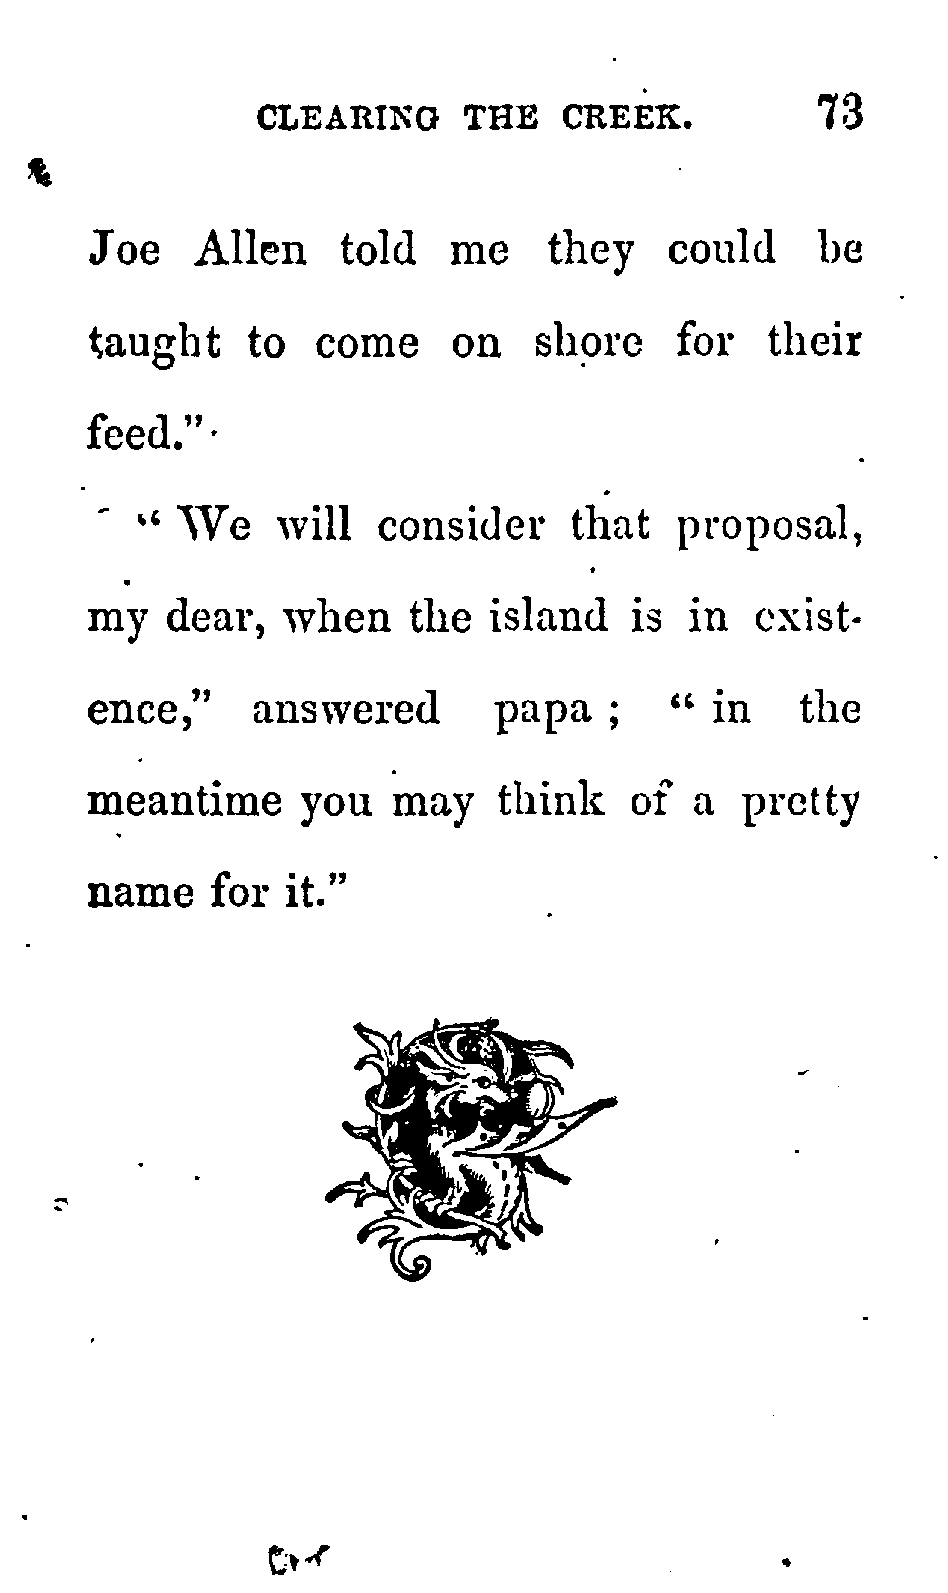 CLEARING THE CREEK. 73
Joe Allen told me they could be
taught to come on shore for their
feed."
"We will consider that proposal,
my dear, when the island is in exist-
ence," answered papa; "in the
meantime you may think of a pretty
name for it."